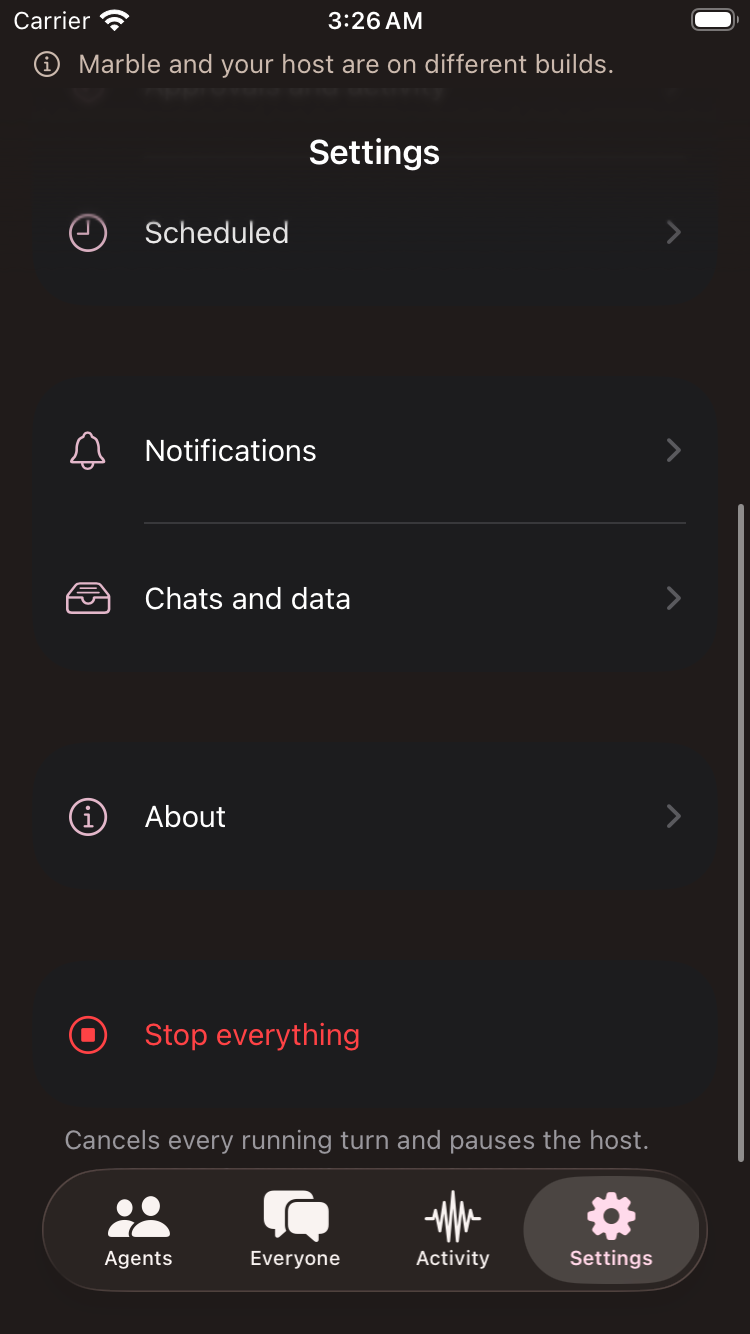 Carrier
3:26 AM
Marble and your host are on different builds.
Settings
Scheduled
Notifications
Chats and data
About
Stop everything
Cancels every running turn and pauses the host.
Agents
Everyone
Activity
Settings